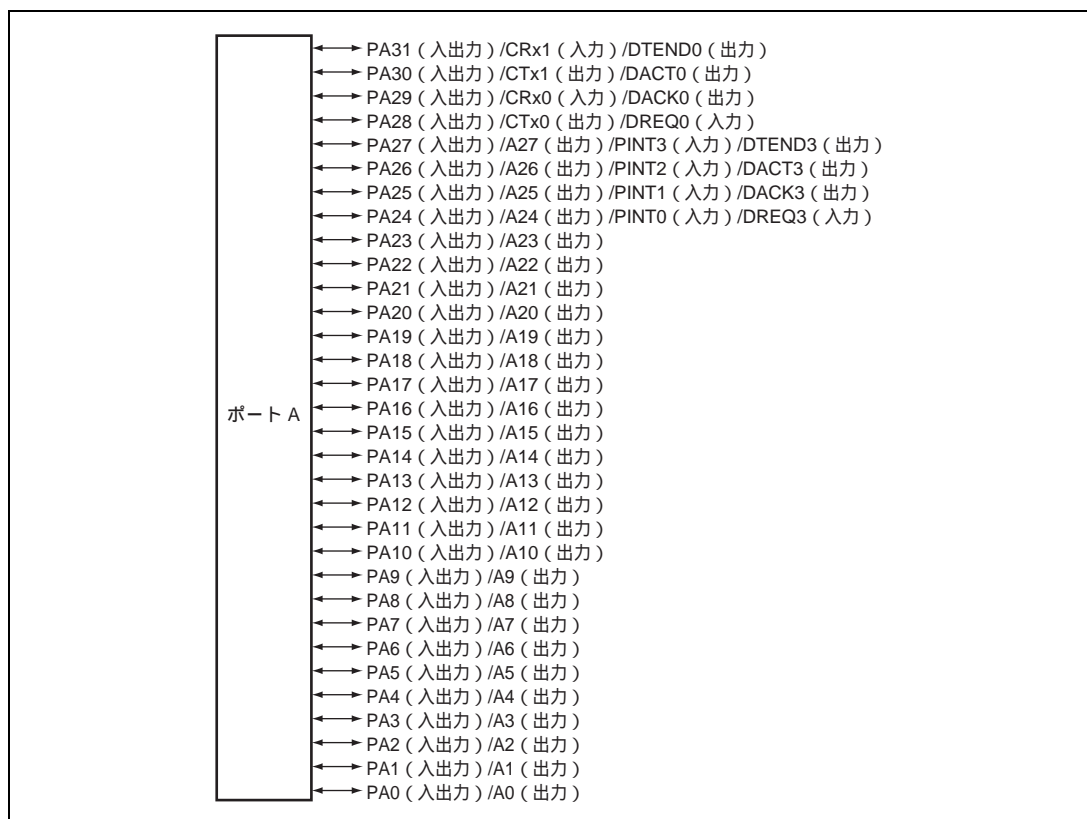 PA31（入出力）/CRx1（入力）/DTEND0（出力）
PA30（入出力）/CTx1（出力）/DACT0（出力）
PA29（入出力）/CRx0（入力）/DACK0（出力）
PA28（入出力）/CTx0（出力）/DREQ0（入力）
PA27（入出力）/A27（出力）/PINT3（入力）/DTEND3（出力）
PA26（入出力）/A26（出力）/PINT2（入力）/DACT3（出力）
PA25（入出力）/A25（出力）/PINT1（入力）/DACK3（出力）
PA24（入出力）/A24（出力）/PINT0（入力）/DREQ3（入力）
PA23（入出力）/A23（出力）
PA22（入出力）/A22（出力）
PA21（入出力）/A21（出力）
PA20（入出力）/A20（出力）
PA19（入出力）/A19（出力）
PA18（入出力）/A18（出力）
PA17（入出力）/A17（出力）
PA16（入出力）/A16（出力）
ポート A
PA15（入出力）/A15（出力）
PA14（入出力）/A14（出力）
PA13（入出力）/A13（出力）
PA12（入出力）/A12（出力）
PA11（入出力）/A11（出力）
PA10（入出力）/A10（出力）
PA9（入出力）/A9（出力）
PA8（入出力）/A8（出力）
PA7（入出力）/A7（出力）
PA6（入出力）/A6（出力）
PA5（入出力）/A5（出力）
PA4（入出力）/A4（出力）
PA3（入出力）/A3（出力）
PA2（入出力）/A2（出力）
PA1（入出力）/A1（出力）
PA0（入出力）/A0（出力）